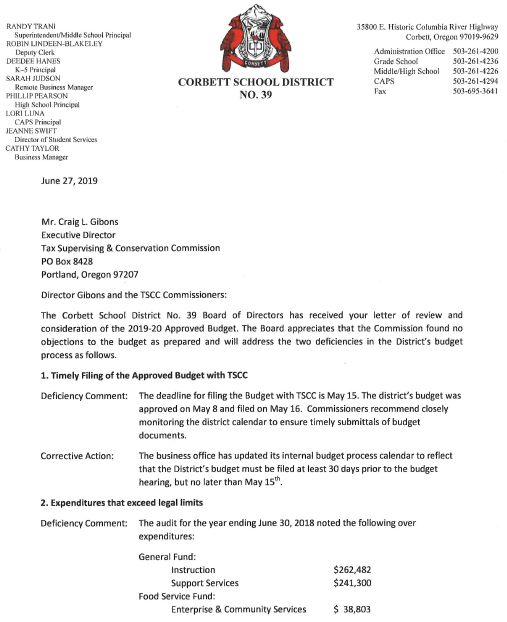 RANDY TRANI
Superintendent/Middle School Principal
ROBIN LINDEEN-BLAKELEY
Deputy Clerk
DEEDEE HANES
K-5 Principal
SARAH JUDSON
Remote Business Manager
PHILLIP PEARSON
High School Principal
LORI LUNA
CAPS Principal
JEANNE SWIFT
Director of Student Services
CATHY TAYLOR
Business Manager
CORBETT
CORBETT SCHOOL DISTRICT
NO. 39
35800 E. Historic Columbia River Highway
Corbett, Oregon 97019-9629
Administration Office 503-261-4200
Grade School 503-261-4236
Middle/High School 503-261-4226
CAPS 503-261-4294
Fax 503-695-3641
June 27, 2019
Mr. Craig L. Gibons
Executive Director
Tax Supervising & Conservation Commission
PO Box 8428
Portland, Oregon 97207
Director Gibons and the TSCC Commissioners:
The Corbett School District No. 39 Board of Directors has received your letter of review and
consideration of the 2019-20 Approved Budget. The Board appreciates that the Commission found no
objections to the budget as prepared and will address the two deficiencies in the District's budget
process as follows.
1. Timely Filing of the Approved Budget with TSCC
Deficiency Comment: The deadline for filing the Budget with TSCC is May 15. The district's budget was
approved on May 8 and filed on May 16. Commissioners recommend closely
monitoring the district calendar to ensure timely submittals of budget
documents.
Corrective Action: The business office has updated its internal budget process calendar to reflect
that the District's budget must be filed at least 30 days prior to the budget
hearing, but no later than May 15th.
2. Expenditures that exceed legal limits
Deficiency Comment: The audit for the year ending June 30, 2018 noted the following over
expenditures:
General Fund:
Instruction $262,482
Support Services $241,300
Food Service Fund:
Enterprise & Community Services $ 38,803